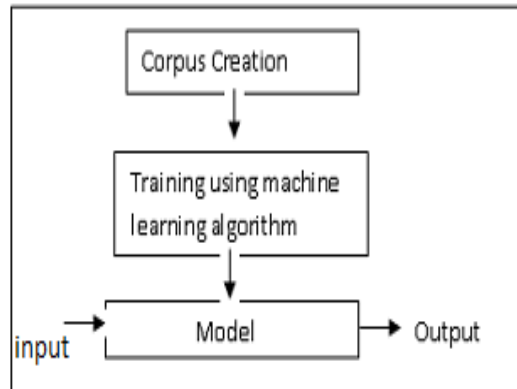 Corpus Creation
Training using machine
learning algorithm
input
Model
Output